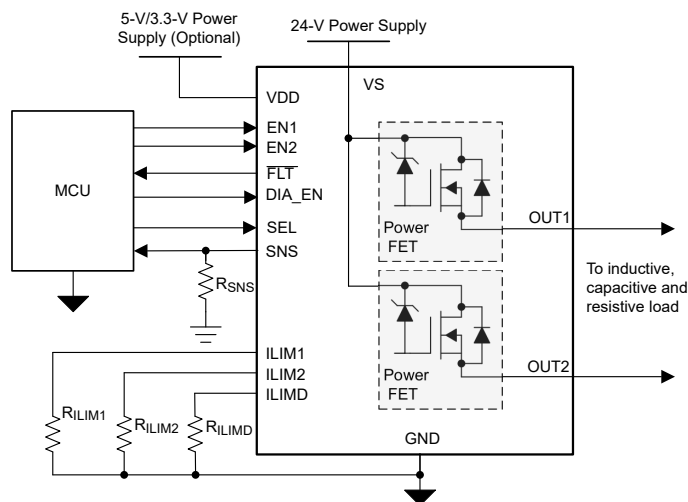 5-V/3.3-V Power
Supply (Optional)
24-V Power Supply
VS
VDD
EN1
EN2
FLT
DIA_EN
SEL
SNS
MCU
RSNS
Power
FET
OUT1
To inductive,
capacitive and
resistive load
Power
FET
OUT2
ILIM1
ILIM2
ILIMD
RILIM1
RILIM2
RILIMD
GND